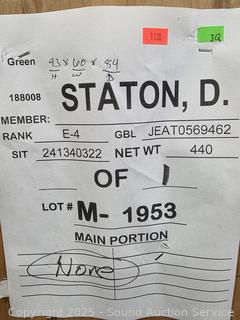 1130 3Q
Green 93 x 60 x 84
H W D
188008 STATON, D.
MEMBER:
RANK E-4 GBL JEAT0569462
SIT 241340322 NET WT 440
OF 1
LOT # M- 1953
MAIN PORTION
None
Copyright 2025 - Sound Auction Service